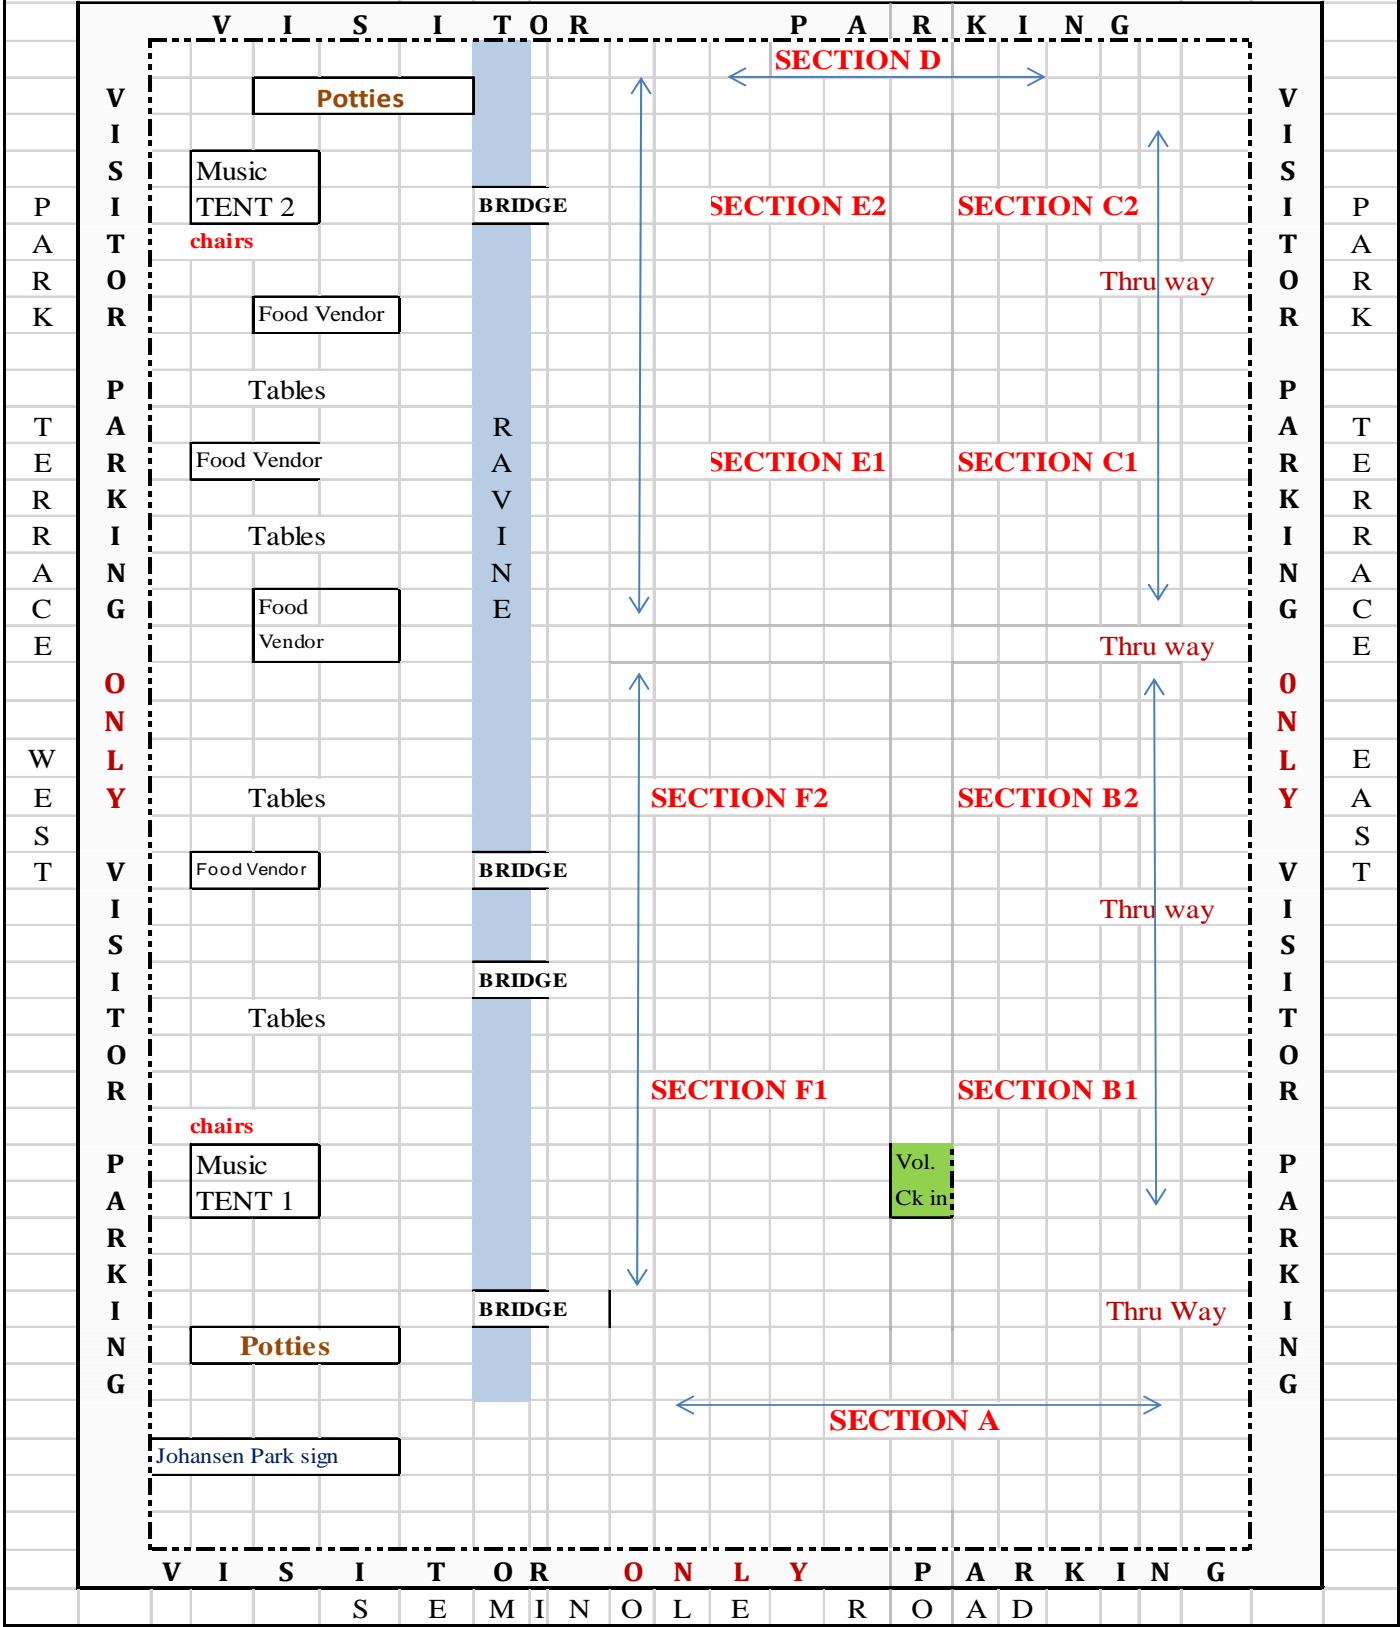 VISITOR PARKING
SECTION D
Potties
Music
TENT 2
BRIDGE
SECTION E2
SECTION C2
chairs
Thru way
Food Vendor
Tables
Food Vendor
SECTION E1
SECTION C1
Tables
Food
Vendor
Thru way
RAVINE
Tables
SECTION F2
SECTION B2
Food Vendor
BRIDGE
Thru way
BRIDGE
Tables
SECTION F1
SECTION B1
chairs
Music
TENT 1
Vol.
Ck in
BRIDGE
Thru Way
Potties
SECTION A
Johansen Park sign
PARK TERRACE WEST
VISITOR PARKING ONLY VISITOR PARKING
VISITOR PARKING 0NLY VISITOR PARKING
PARK TERRACE EAST
VISITOR ONLY PARKING
SEMINOLE ROAD